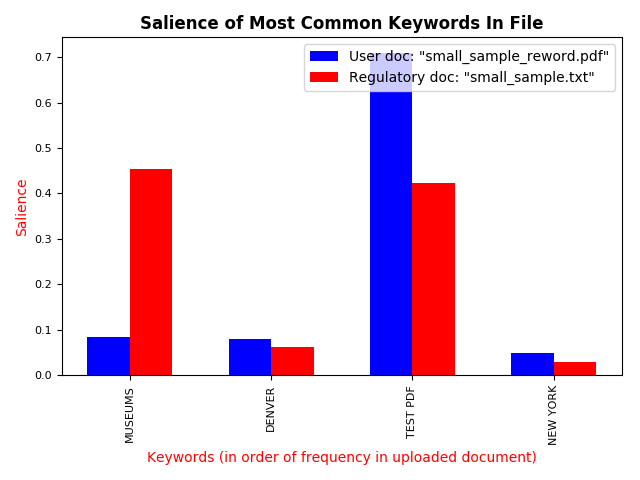 Salience of Most Common Keywords In File
User doc: "small_sample_reword.pdf"
Regulatory doc: "small_sample.txt"
Salience
0.7
0.6
0.5
0.4
0.3
0.2
0.1
0.0
MUSEUMS
DENVER
TEST PDF
NEW YORK
Keywords (in order of frequency in uploaded document)